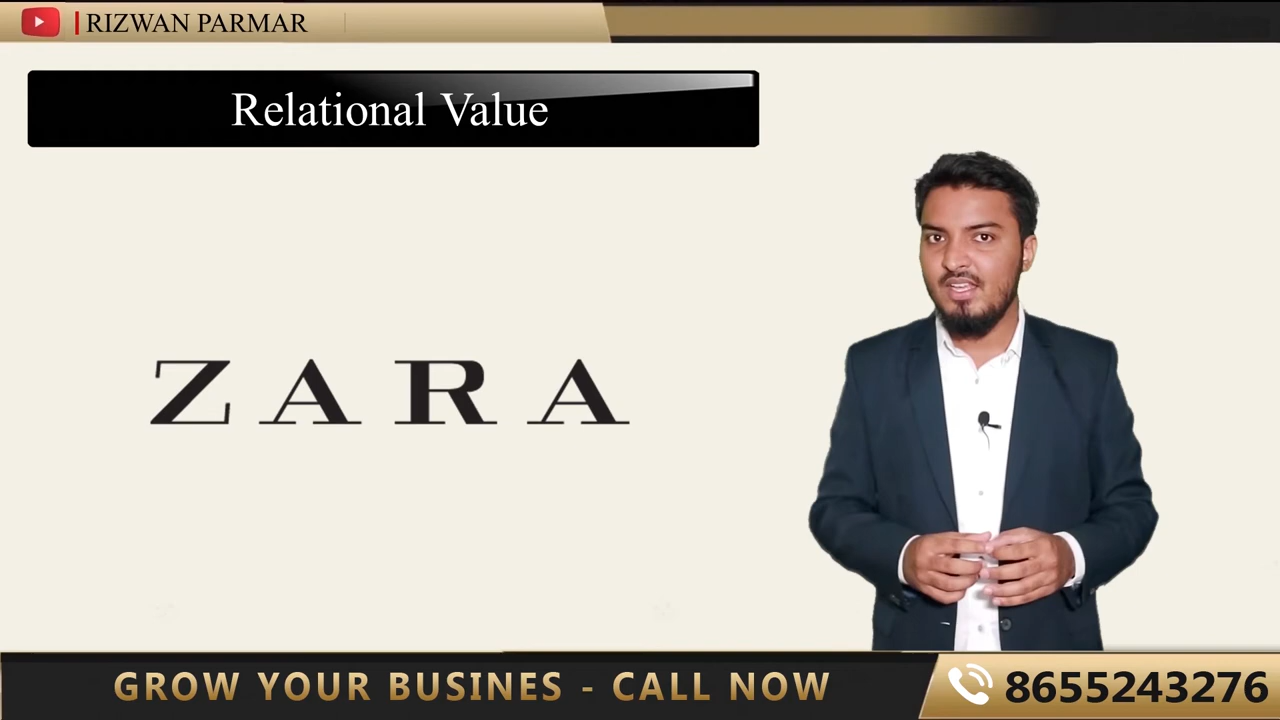 RIZWAN PARMAR
Relational Value
ZARA
GROW YOUR BUSINES - CALL NOW
8655243276